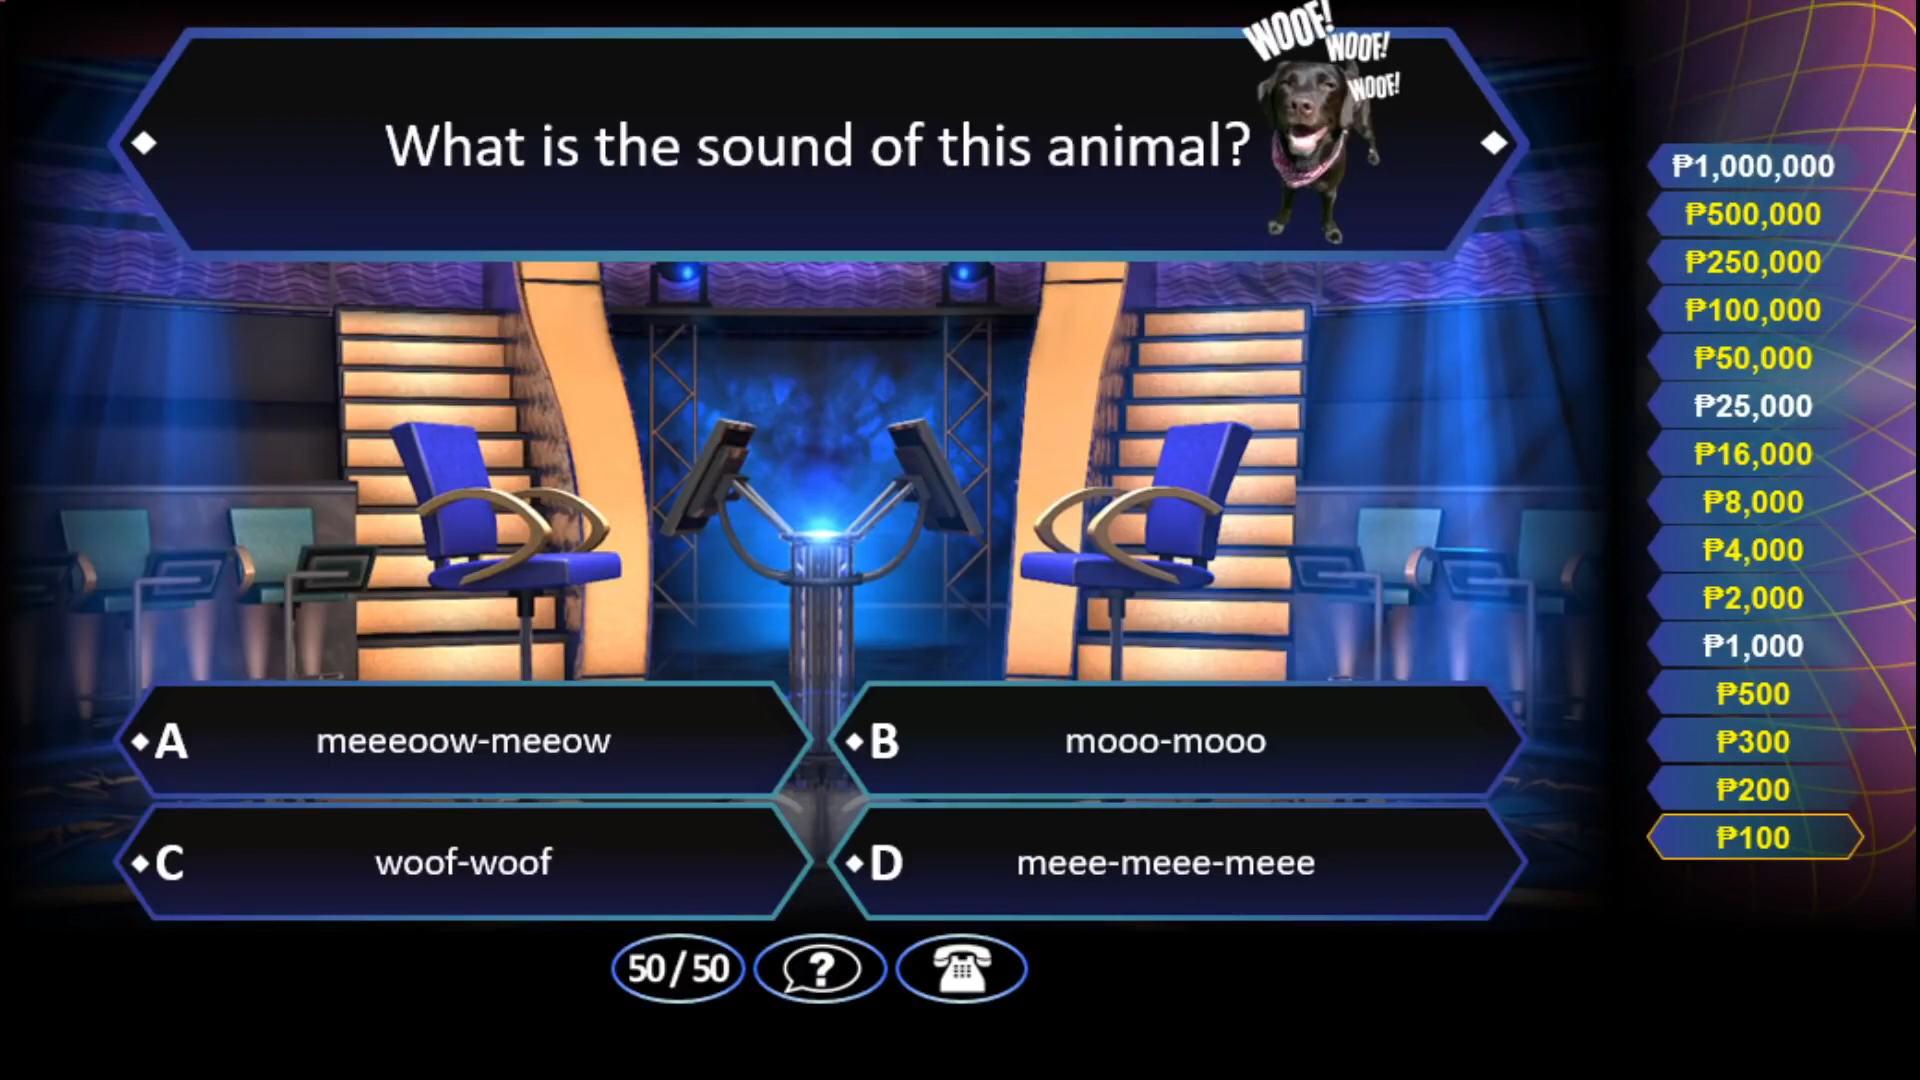 WOOF!
WOOF!
WOOF!
What is the sound of this animal?
₱1,000,000
₱500,000
₱250,000
₱100,000
₱50,000
₱25,000
₱16,000
₱8,000
₱4,000
₱2,000
₱1,000
₱500
₱300
₱200
₱100
A meeeoow-meeow
B mooo-mooo
C woof-woof
D meee-meee-meee
50/50
?